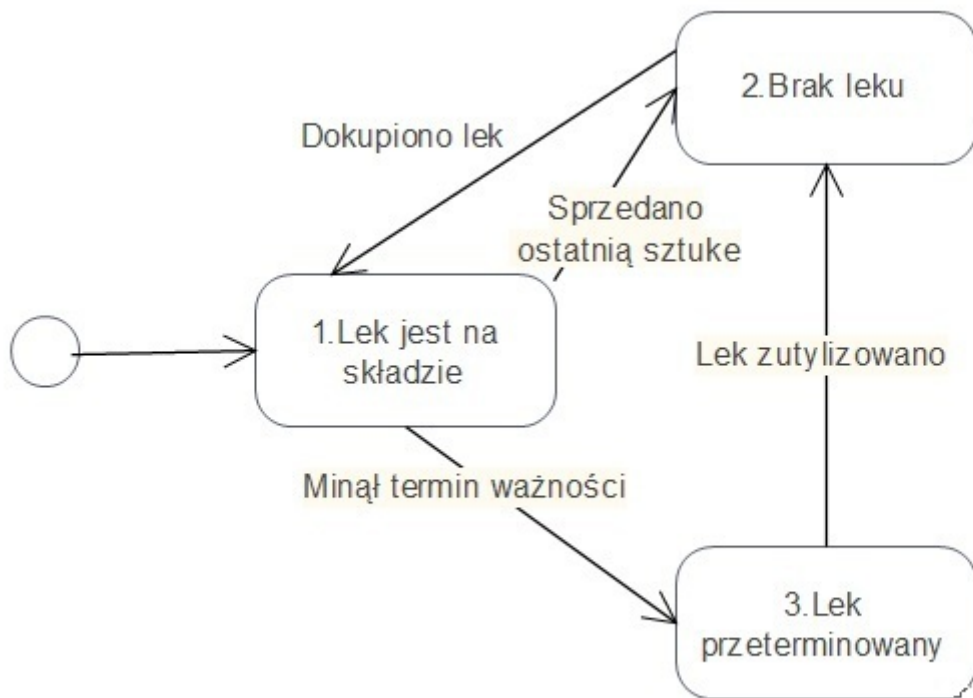 2.Brak leku
Dokupiono lek
Sprzedano
ostatnią sztuke
1.Lek jest na
składzie
Lek zutylizowano
Minął termin ważności
3.Lek
przeterminowany